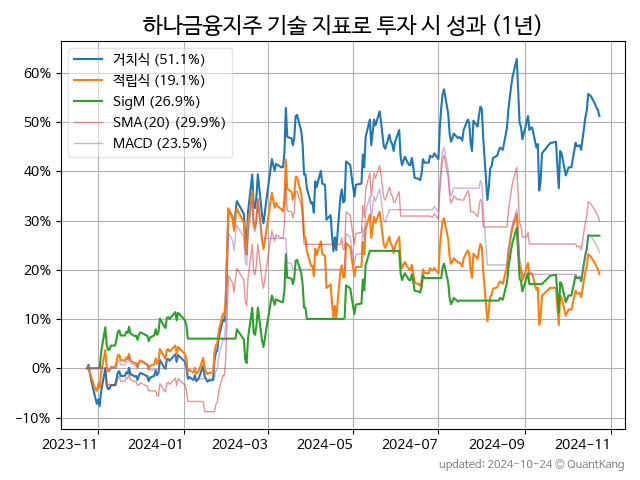 하나금융지주 기술 지표로 투자 시 성과 (1년)
거치식 (51.1%)
적립식 (19.1%)
SigM (26.9%)
SMA(20) (29.9%)
MACD (23.5%)
60%
50%
40%
30%
20%
10%
0%
−10%
2023-11 2024-01 2024-03 2024-05 2024-07 2024-09 2024-11
updated: 2024-10-24 © QuantKang